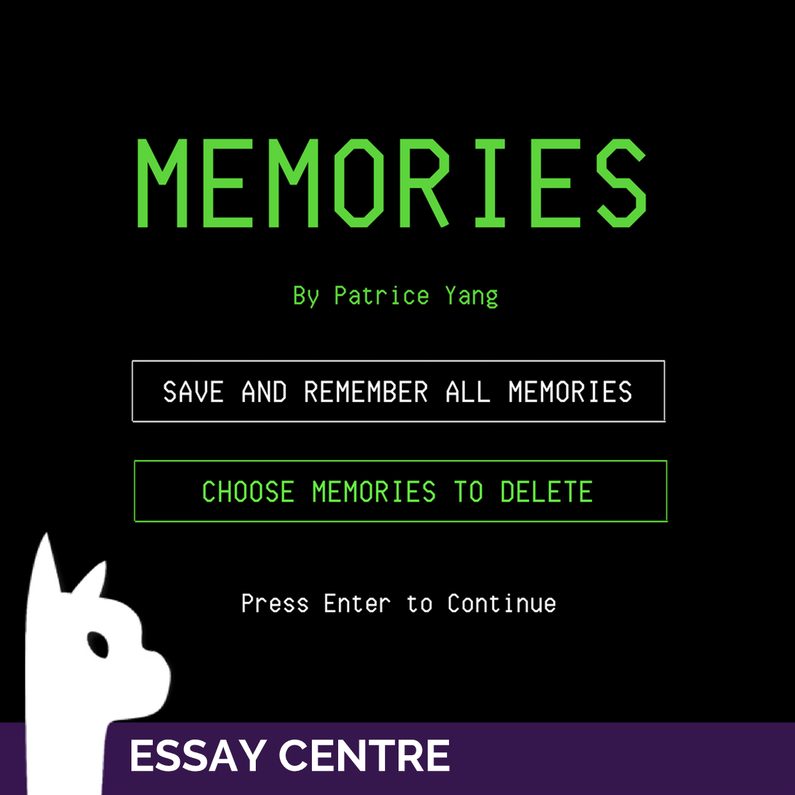 MEMORIES
By Patrice Yang
SAVE AND REMEMBER ALL MEMORIES
CHOOSE MEMORIES TO DELETE
Press Enter to Continue
ESSAY CENTRE